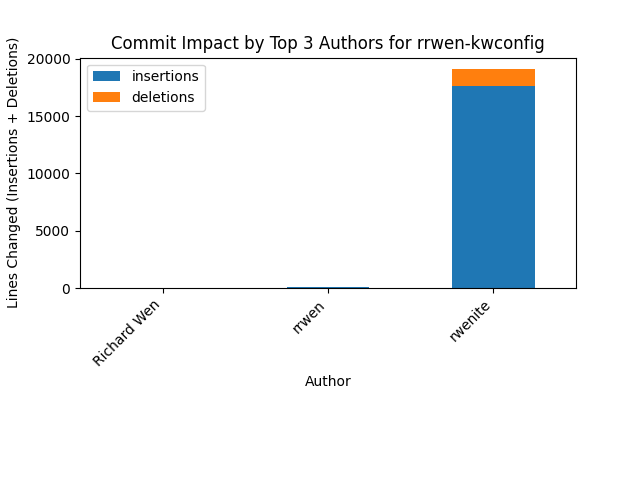 Commit Impact by Top 3 Authors for rrwen-kwconfig
Lines Changed (Insertions + Deletions)
20000
15000
10000
5000
0
insertions
deletions
Richard Wen
rrwen
rwenite
Author